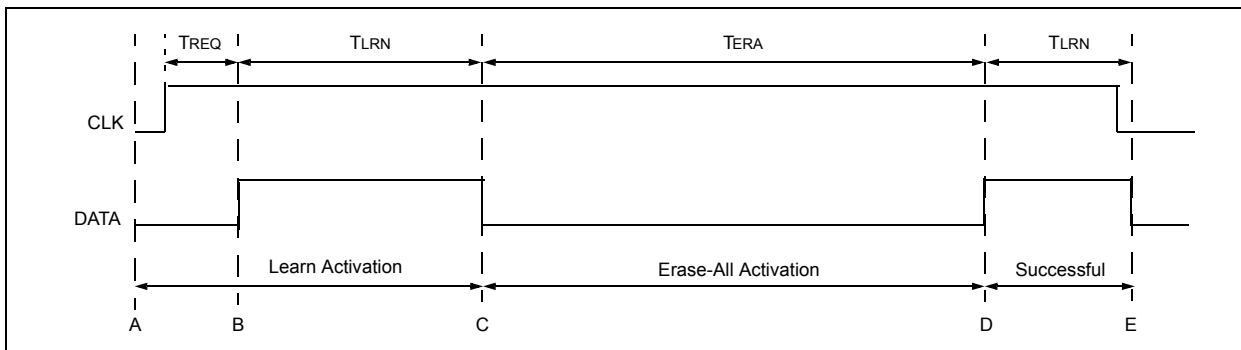 TREQ TLRN TERA TLRN
CLK
DATA
Learn Activation Erase-All Activation Successful
A B C D E